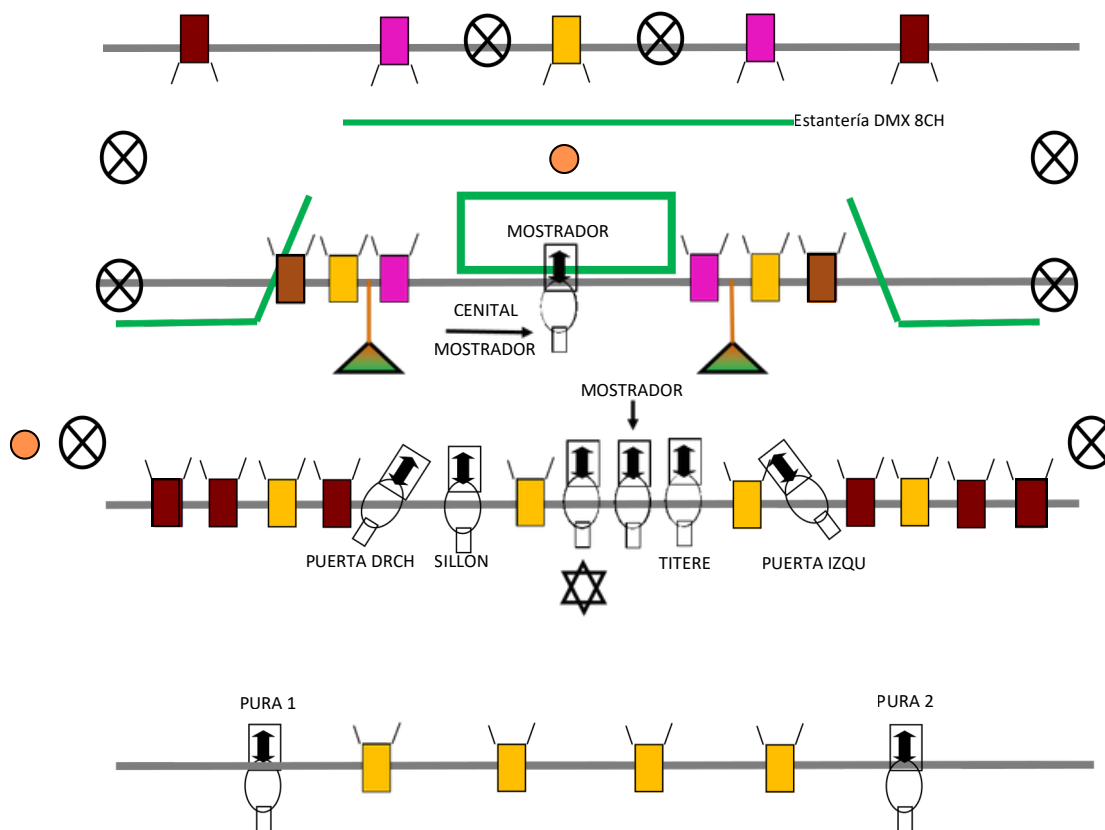 Estantería DMX 8CH
MOSTRADOR
CENITAL
MOSTRADOR
MOSTRADOR
PUERTA DRCH
SILLON
TITERE
PUERTA IZQU
PURA 1
PURA 2